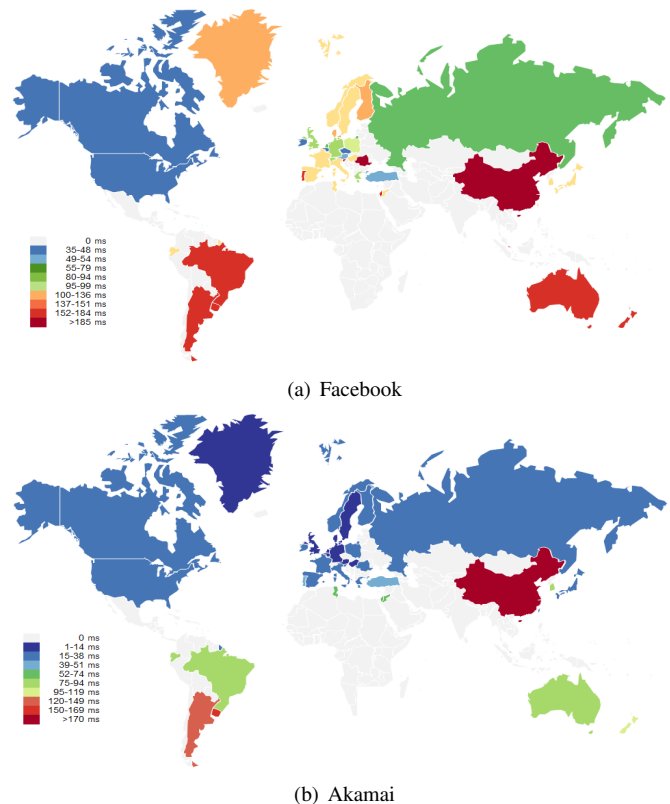 0 ms
35-48 ms
49-54 ms
55-79 ms
80-94 ms
95-99 ms
100-136 ms
137-151 ms
152-184 ms
>185 ms
(a) Facebook
0 ms
1-14 ms
15-38 ms
39-51 ms
52-74 ms
75-94 ms
95-119 ms
120-149 ms
150-169 ms
>170 ms
(b) Akamai